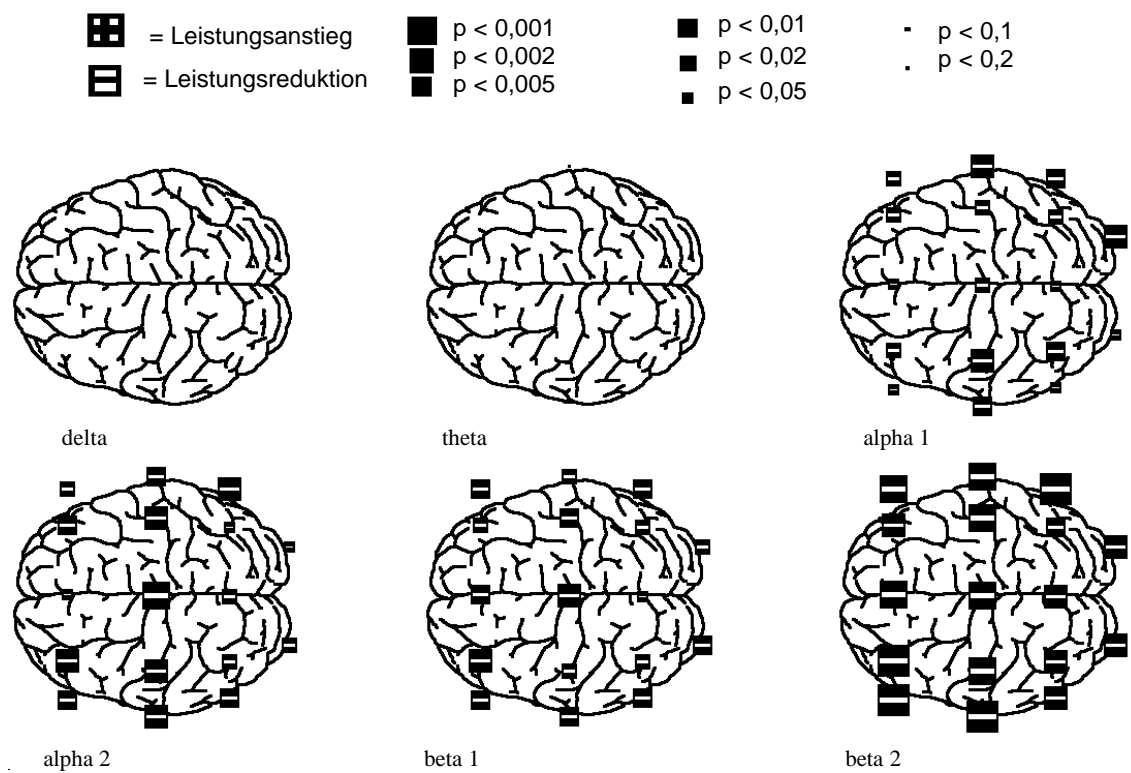 = Leistungsanstieg
= Leistungsreduktion
p < 0,001
p < 0,002
p < 0,005
p < 0,01
p < 0,02
p < 0,05
p < 0,1
p < 0,2
delta
theta
alpha 1
alpha 2
beta 1
beta 2